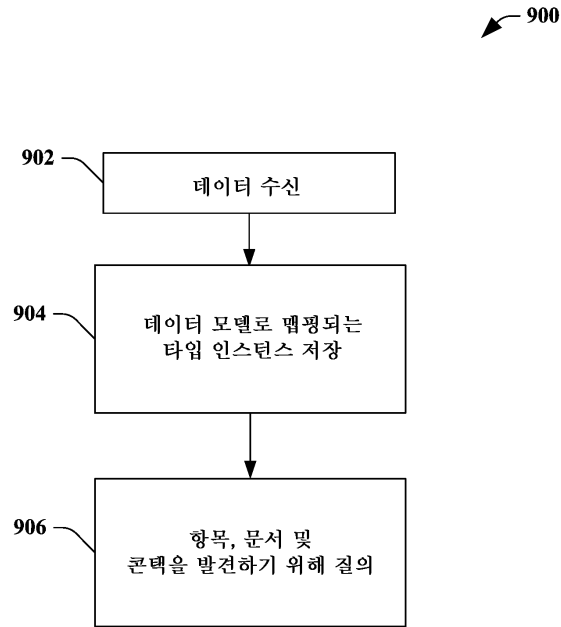 900
902
데이터 수신
904
데이터 모델로 맵핑되는
타입 인스턴스 저장
906
항목, 문서 및
콘택을 발견하기 위해 질의